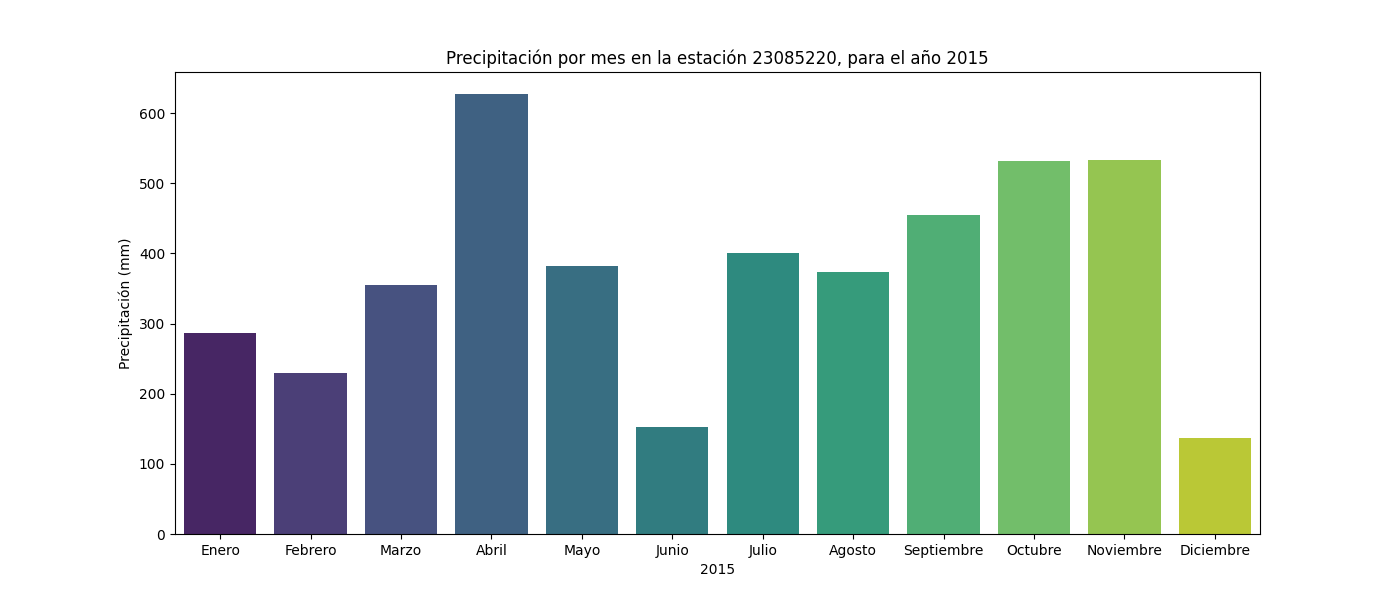 Precipitación por mes en la estación 23085220, para el año 2015
Precipitación (mm)
600
500
400
300
200
100
0
Enero Febrero Marzo Abril Mayo Junio Julio Agosto Septiembre Octubre Noviembre Diciembre
2015